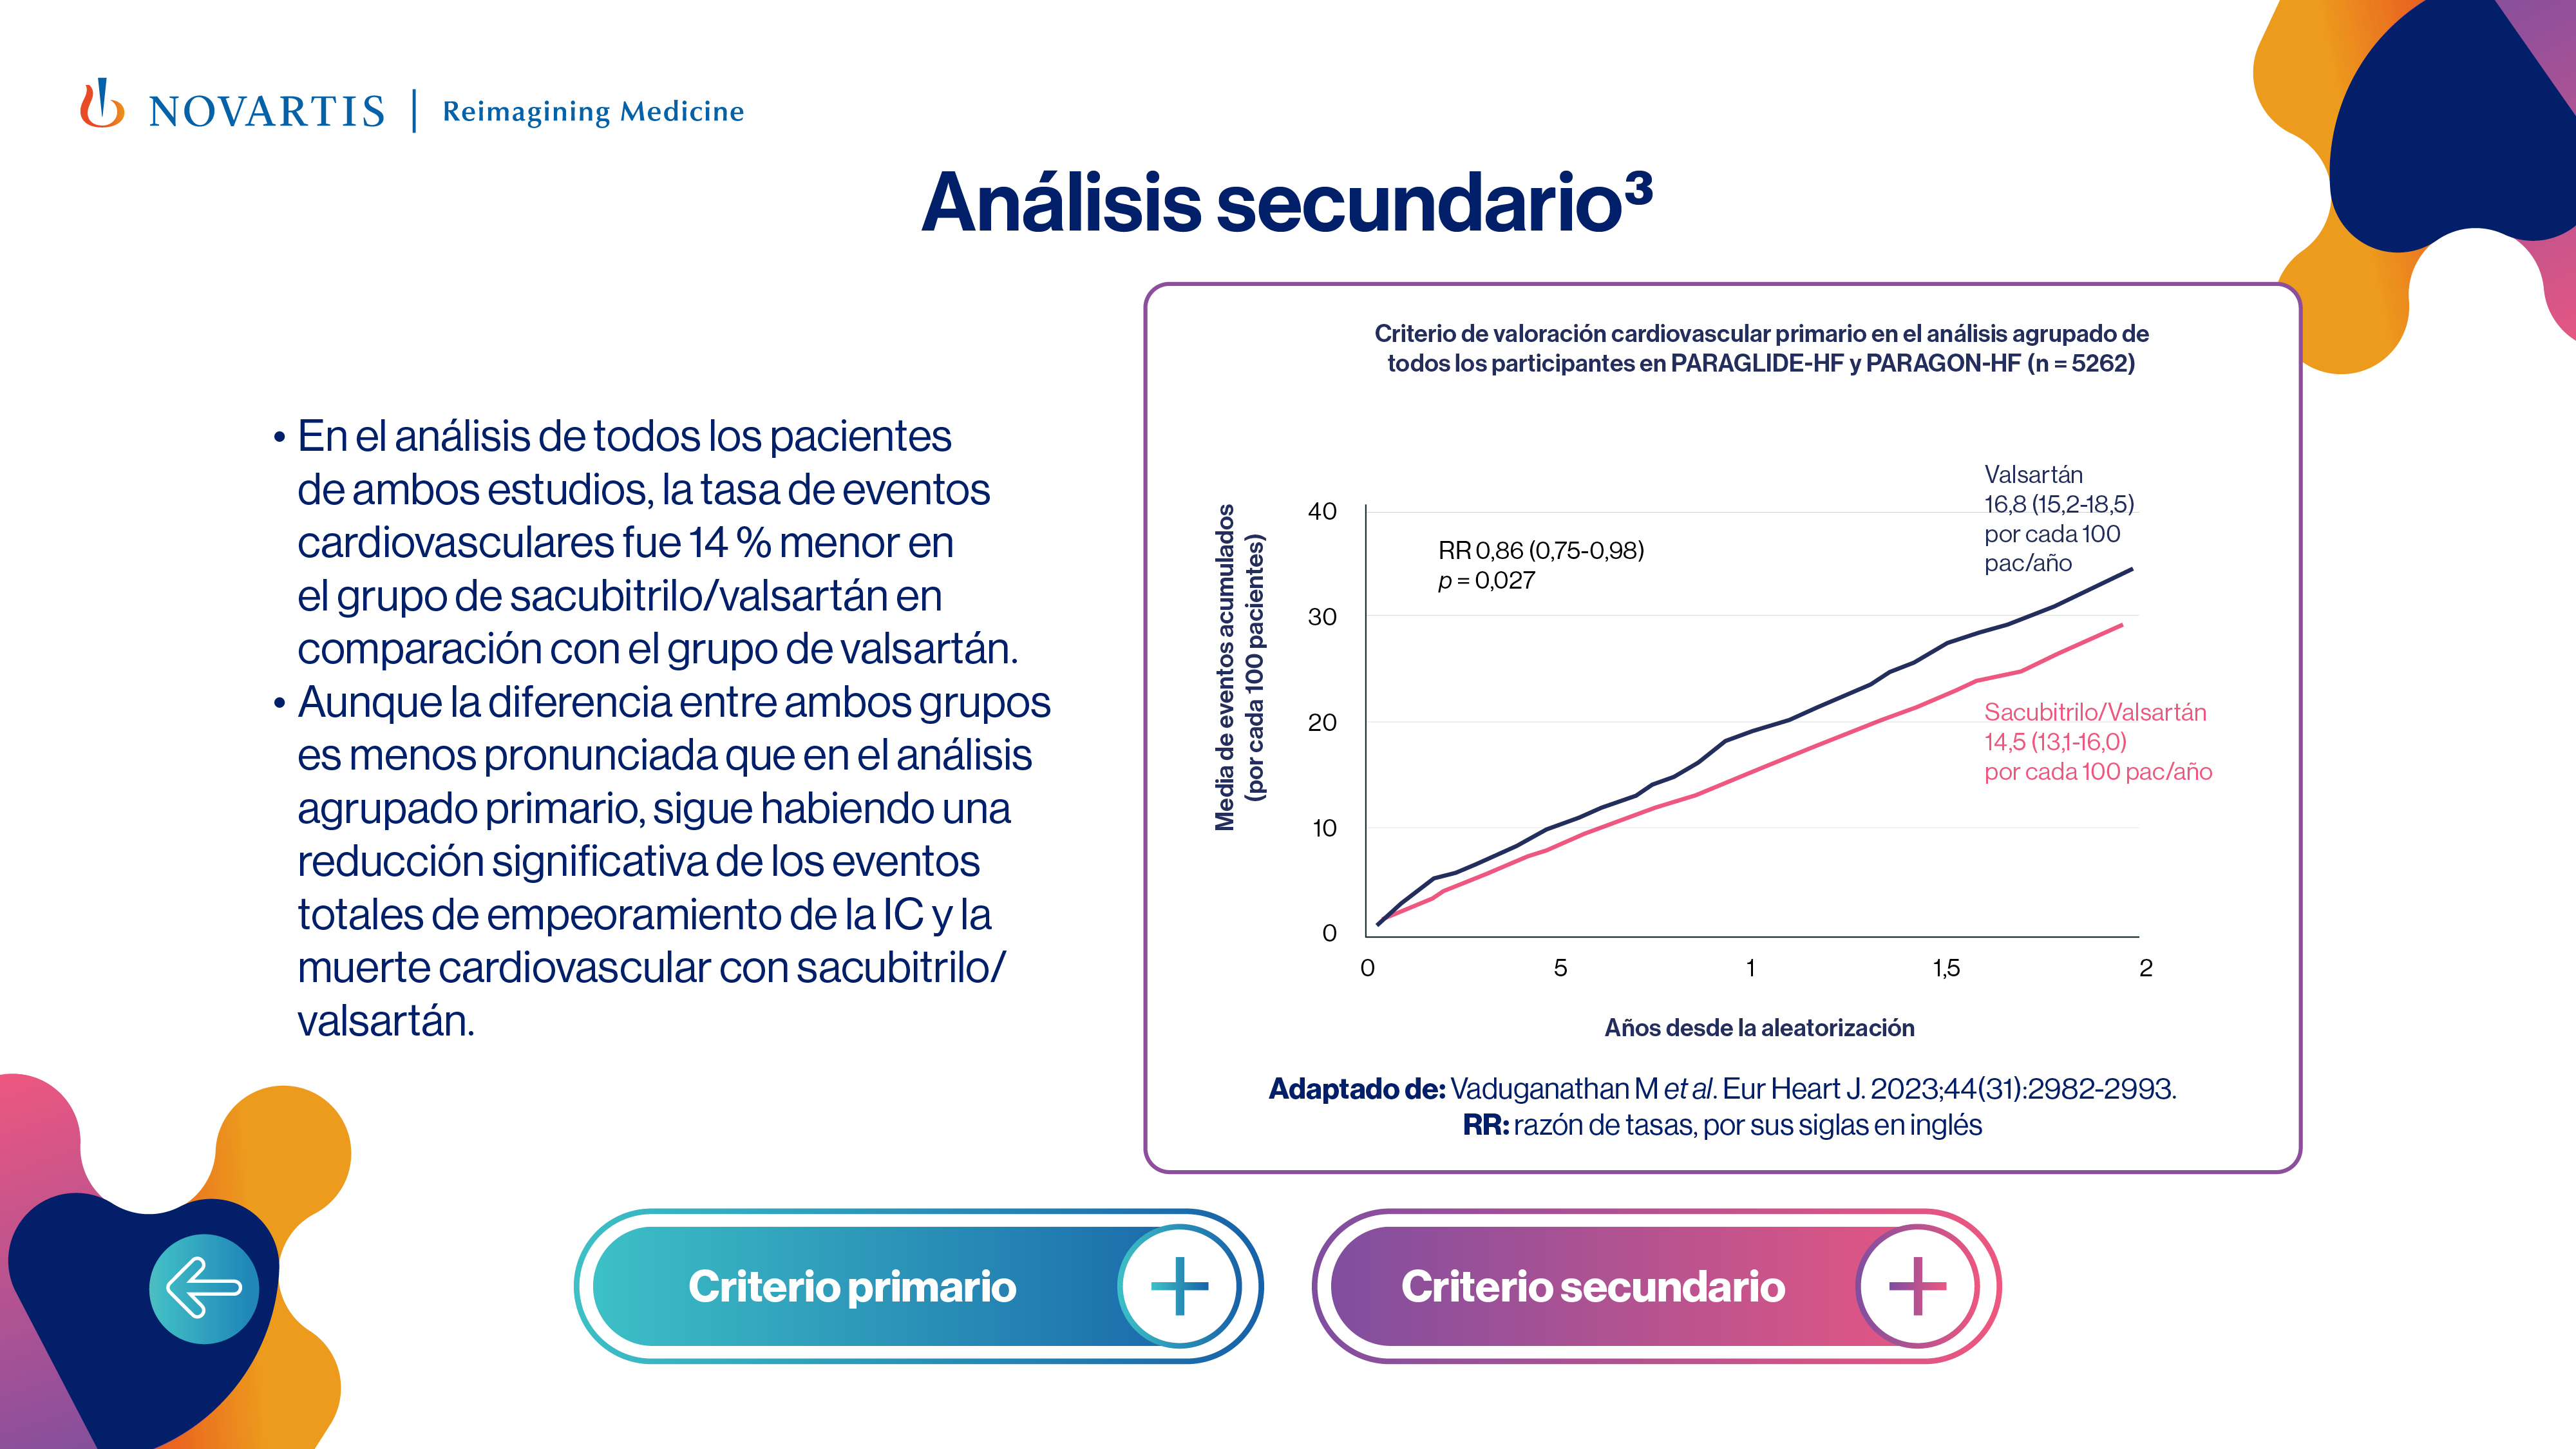 NOVARTIS | Reimagining Medicine
Análisis secundario³
• En el análisis de todos los pacientes
de ambos estudios, la tasa de eventos
cardiovasculares fue 14 % menor en
el grupo de sacubitrilo/valsartán en
comparación con el grupo de valsartán.
• Aunque la diferencia entre ambos grupos
es menos pronunciada que en el análisis
agrupado primario, sigue habiendo una
reducción significativa de los eventos
totales de empeoramiento de la IC y la
muerte cardiovascular con sacubitrilo/
valsartán.
Criterio de valoración cardiovascular primario en el análisis agrupado de
todos los participantes en PARAGLIDE-HF y PARAGON-HF (n = 5262)
Media de eventos acumulados
(por cada 100 pacientes)
40
30
20
10
0
RR 0,86 (0,75-0,98)
p = 0,027
Valsartán
16,8 (15,2-18,5)
por cada 100
pac/año
Sacubitrilo/Valsartán
14,5 (13,1-16,0)
por cada 100 pac/año
0 5 1 1,5 2
Años desde la aleatorización
Adaptado de: Vaduganathan M et al. Eur Heart J. 2023;44(31):2982-2993.
RR: razón de tasas, por sus siglas en inglés
Criterio primario
Criterio secundario